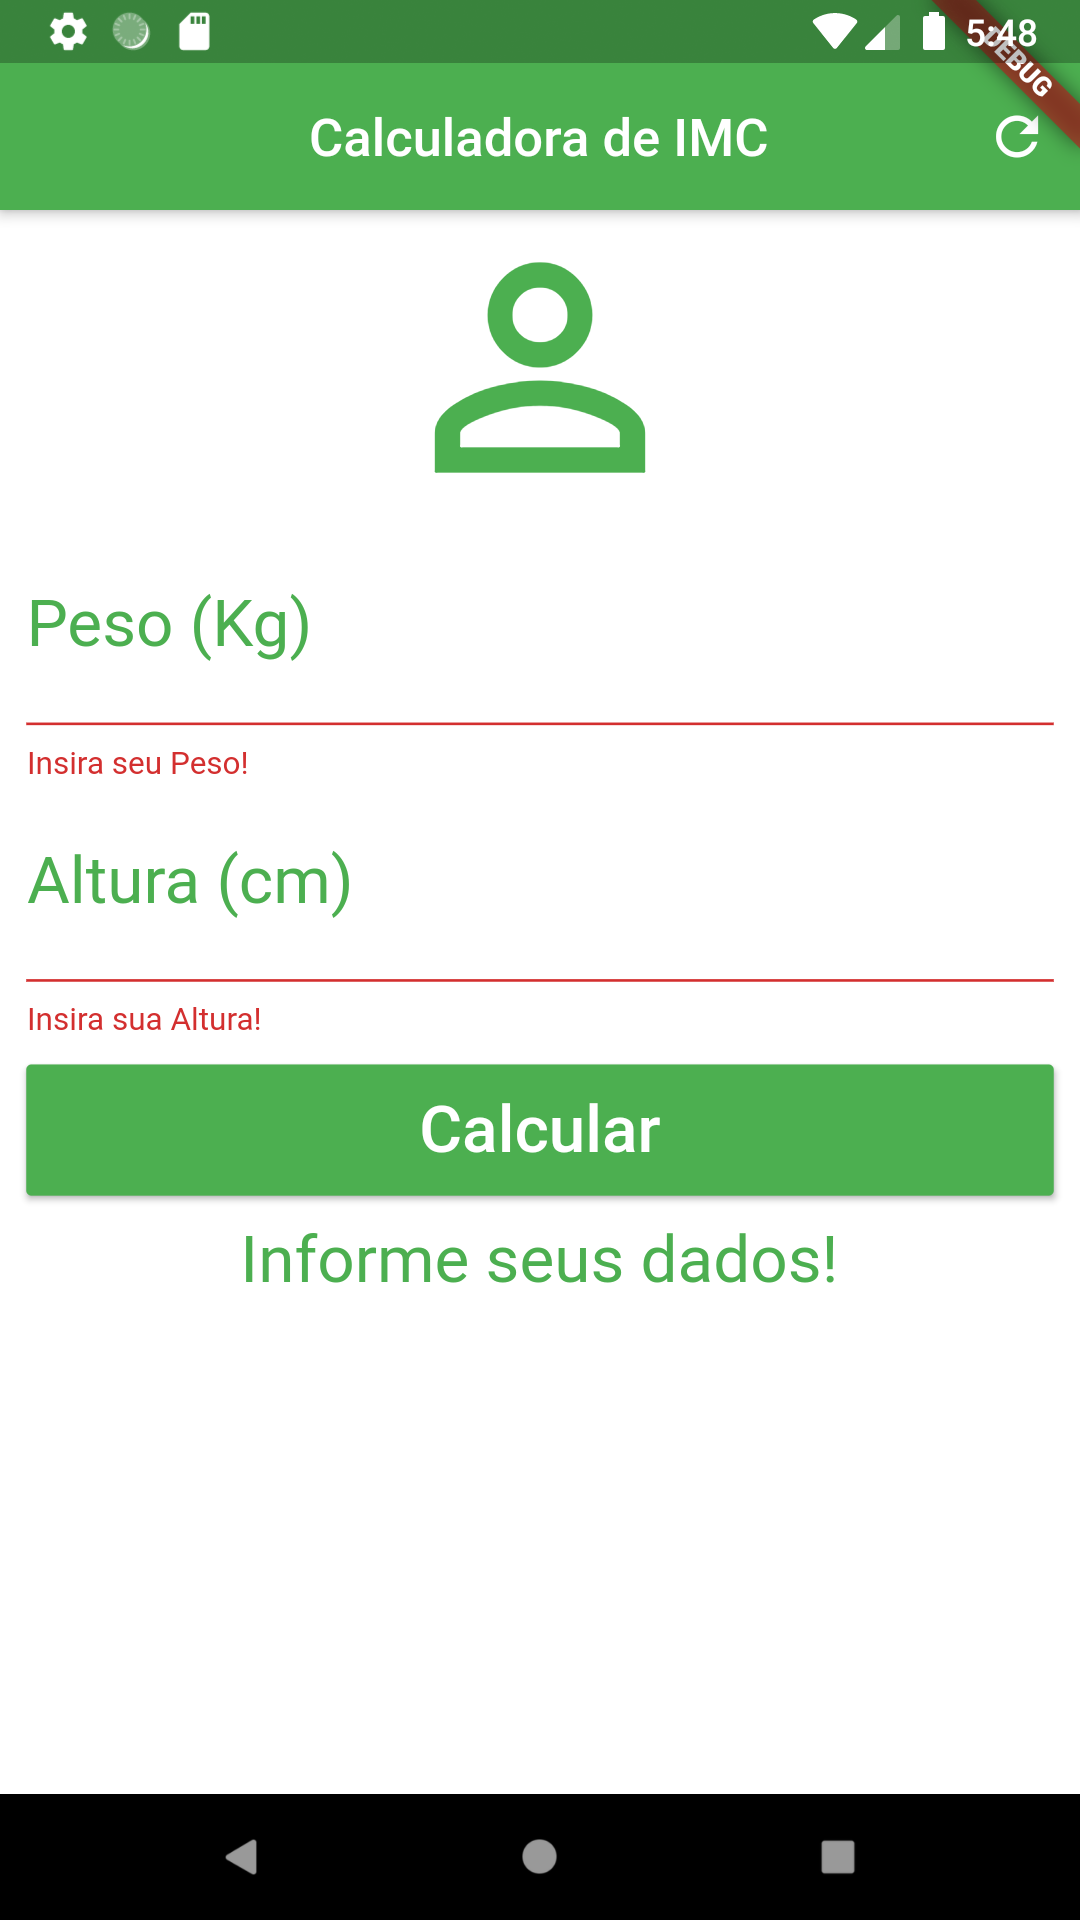 5:48
DEBUG
Calculadora de IMC
Peso (Kg)
Insira seu Peso!
Altura (cm)
Insira sua Altura!
Calcular
Informe seus dados!